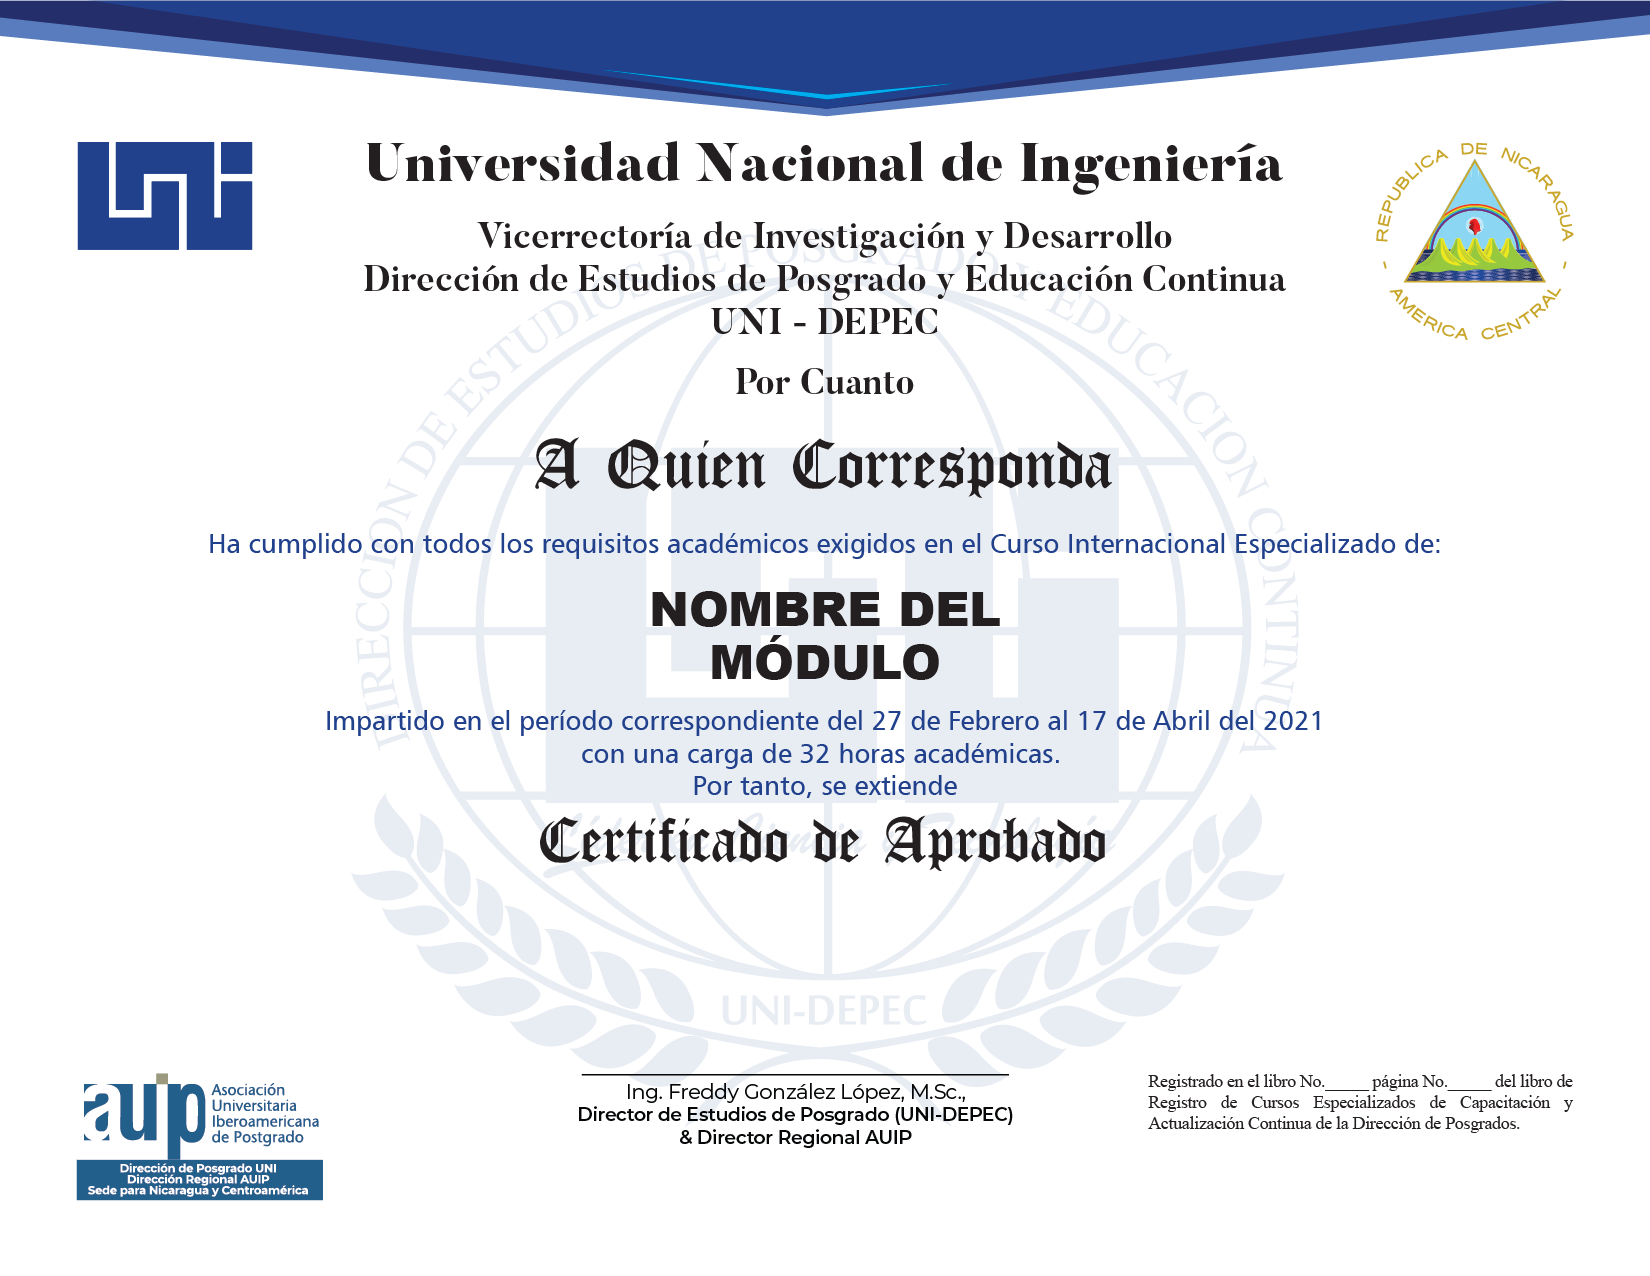 Universidad Nacional de Ingeniería
REPUBLICA DE NICARAGUA
- AMERICA CENTRAL -
Vicerrectoría de Investigación y Desarrollo
Dirección de Estudios de Posgrado y Educación Continua
UNI - DEPEC
DIRECCION DE ESTUDIOS DE POSGRADO Y EDUCACION CONTINUA
Por Cuanto
A Quien Corresponda
Ha cumplido con todos los requisitos académicos exigidos en el Curso Internacional Especializado de:
NOMBRE DEL
MÓDULO
Impartido en el período correspondiente del 27 de Febrero al 17 de Abril del 2021
con una carga de 32 horas académicas.
Por tanto, se extiende
Certificado de Aprobado
UNI-DEPEC
auip
Asociación
Universitaria
Iberoamericana
de Postgrado
Dirección de Posgrado UNI
Dirección Regional AUIP
Sede para Nicaragua y Centroamérica
Ing. Freddy González López, M.Sc.,
Director de Estudios de Posgrado (UNI-DEPEC)
& Director Regional AUIP
Registrado en el libro No._____ página No._____ del libro de
Registro de Cursos Especializados de Capacitación y
Actualización Continua de la Dirección de Posgrados.